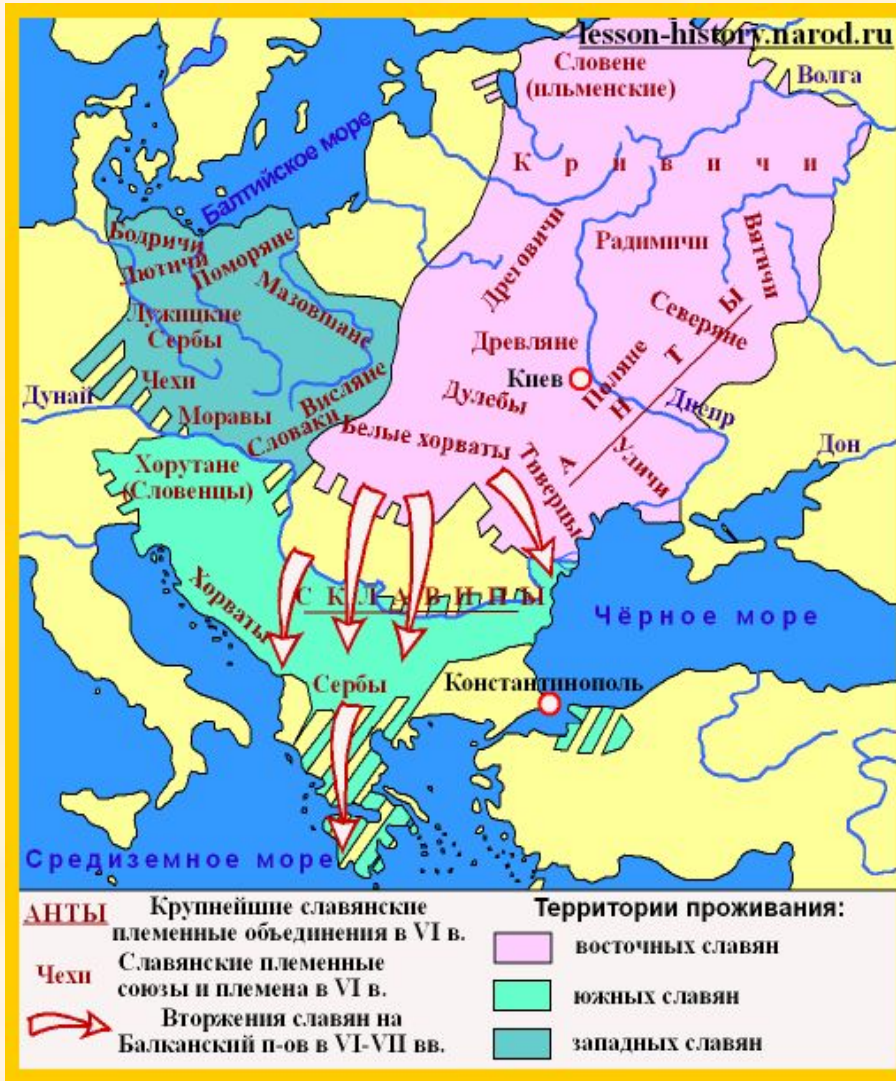 lesson-history.narod.ru
Словене
(ильменские)
Волга
Балтийское море
Кривичи
Бодричи
Лютичи
Поморяне
Мазовшане
Дреговичи
Радимичи
Вятичи
Лужицкие
Сербы
Северяне
Древляне
Киев
Поляне
Чехи
Дунай
Висляне
Дулебы
Днепр
Моравы
Словаки
Белые хорваты
АНТЫ
Уличи
Дон
Хорутане
(Словенцы)
Тиверцы
Хорваты
СКЛАВИНЫ
Чёрное море
Сербы
Константинополь
Средиземное море
АНТЫ
Крупнейшие славянские
племенные объединения в VI в.
Чехи
Славянские племенные
союзы и племена в VI в.
Вторжения славян на
Балканский п-ов в VI-VII вв.
Территории проживания:
восточных славян
южных славян
западных славян